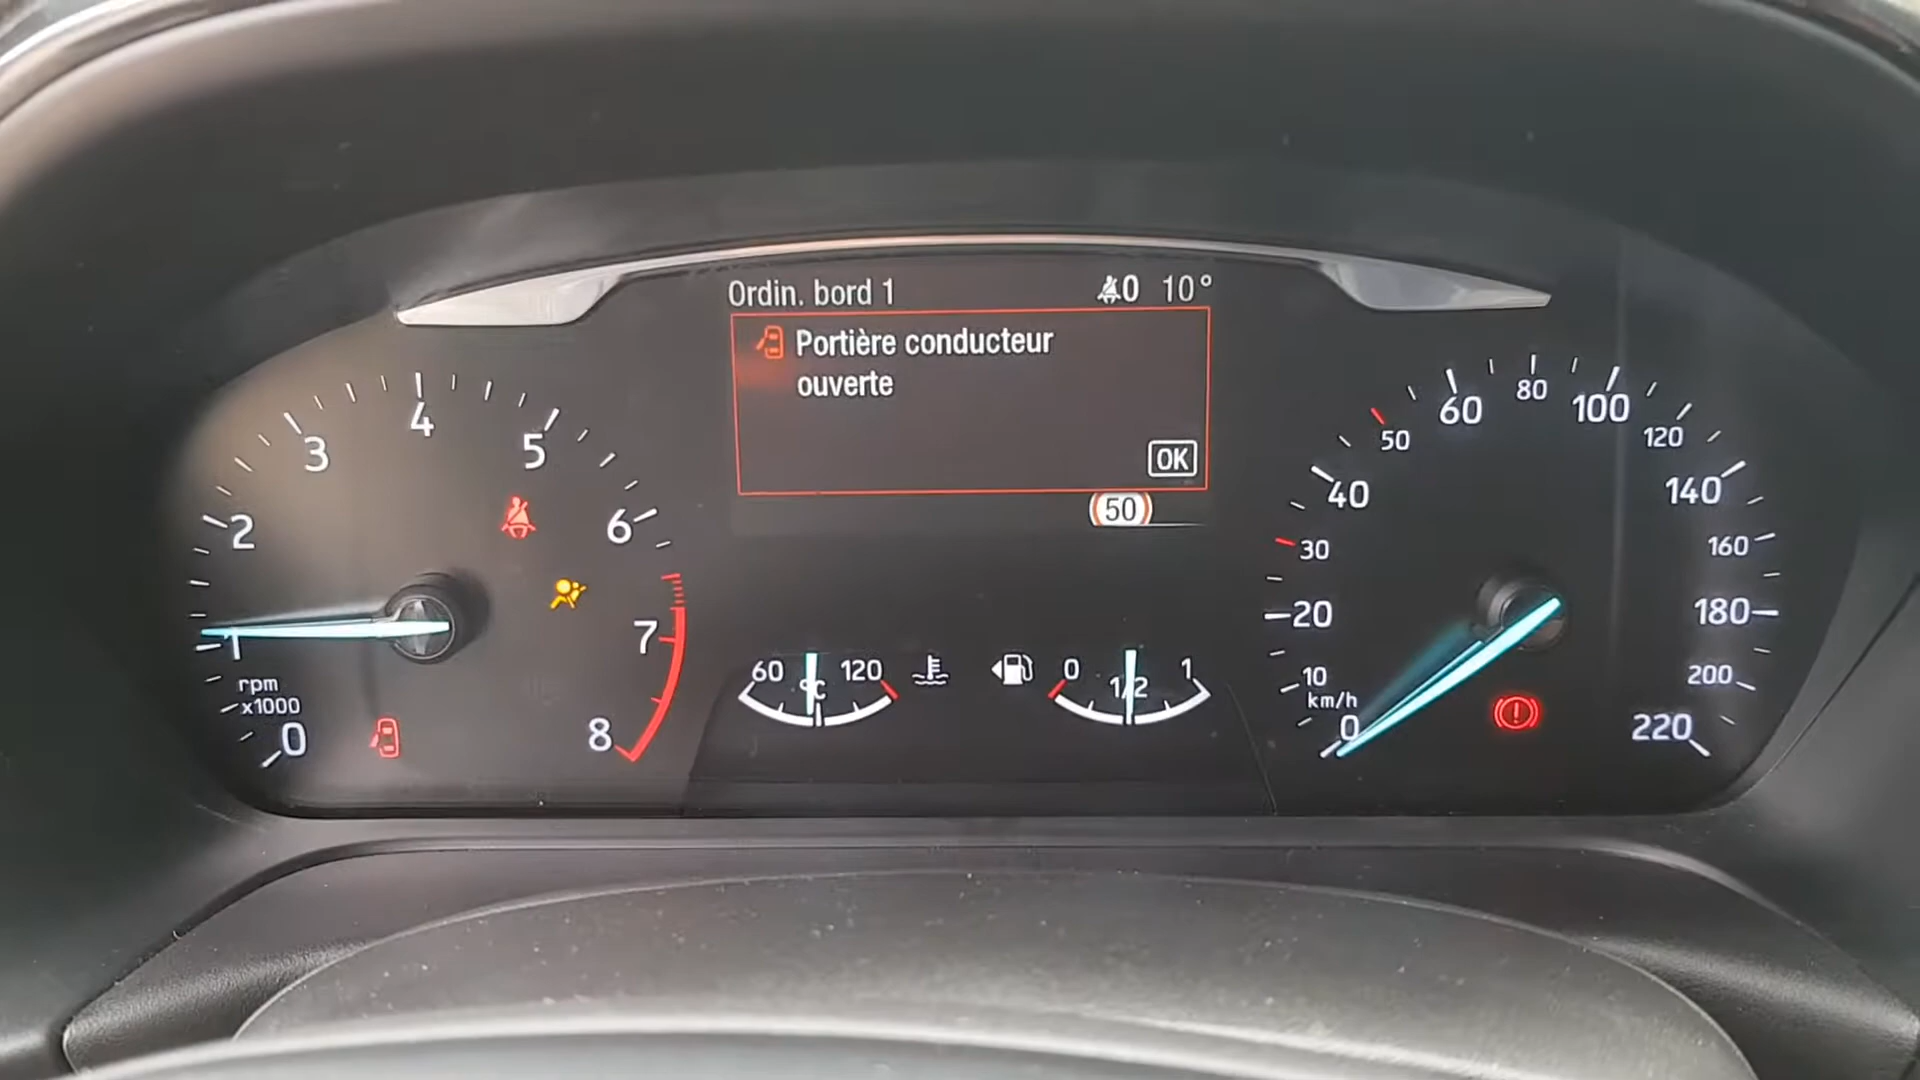 Ordin. bord 1 0 10°
Portière conducteur
ouverte
OK
50
0 1 2 3 4 5 6 7 8
rpm
x1000
60 °C 120
0 1/2 1
0 10 20 30 40 50 60 80 100 120 140 160 180 200 220
km/h